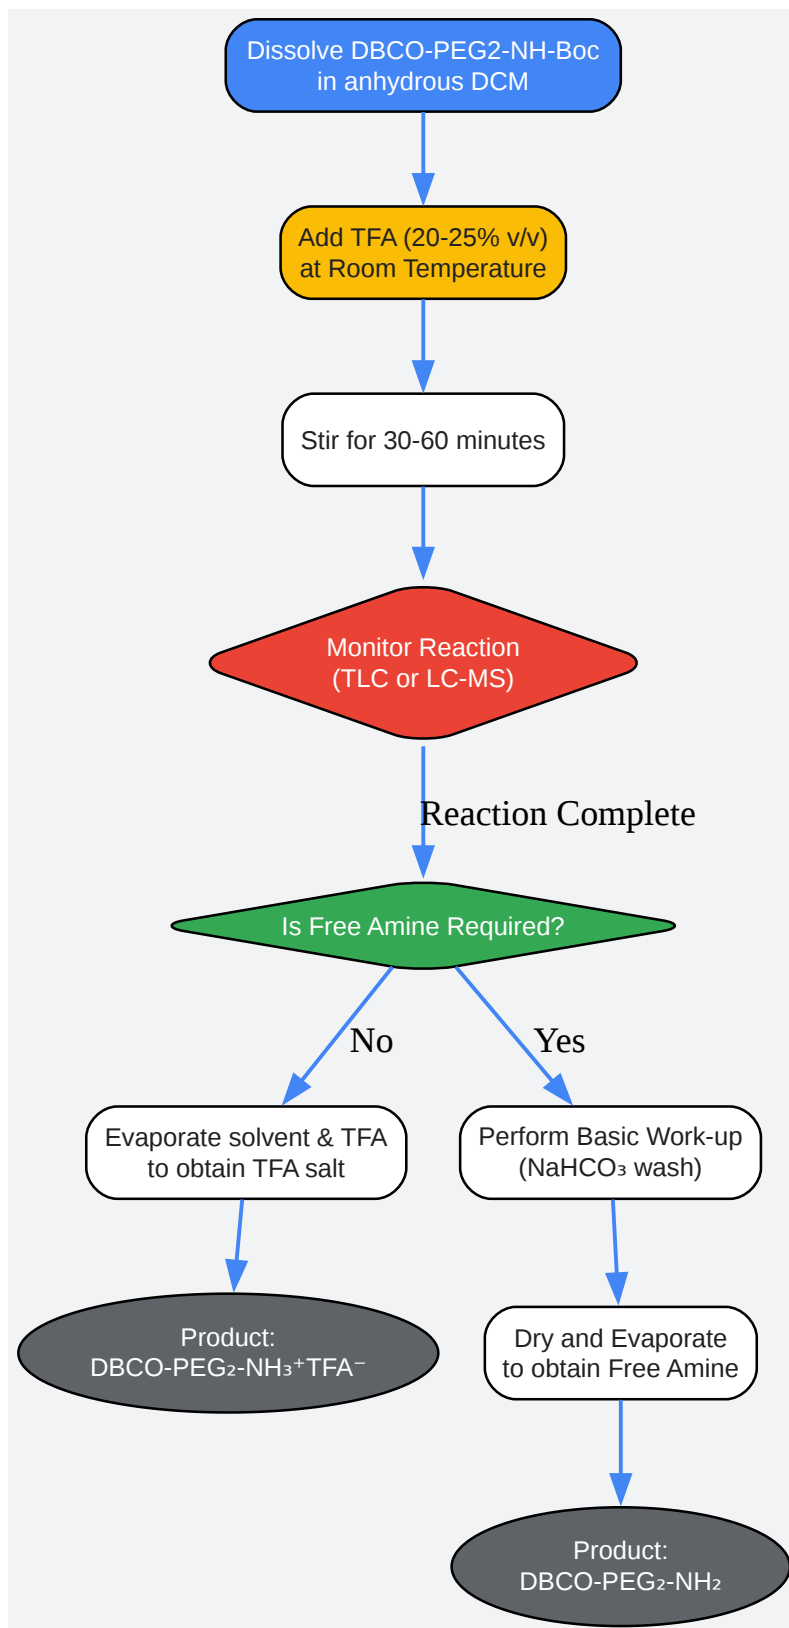 Dissolve DBCO-PEG2-NH-Boc
in anhydrous DCM
Add TFA (20-25% v/v)
at Room Temperature
Stir for 30-60 minutes
Monitor Reaction
(TLC or LC-MS)
Reaction Complete
Is Free Amine Required?
No
Yes
Evaporate solvent & TFA
to obtain TFA salt
Perform Basic Work-up
(NaHCO₃ wash)
Product:
DBCO-PEG₂-NH₃⁺TFA⁻
Dry and Evaporate
to obtain Free Amine
Product:
DBCO-PEG₂-NH₂